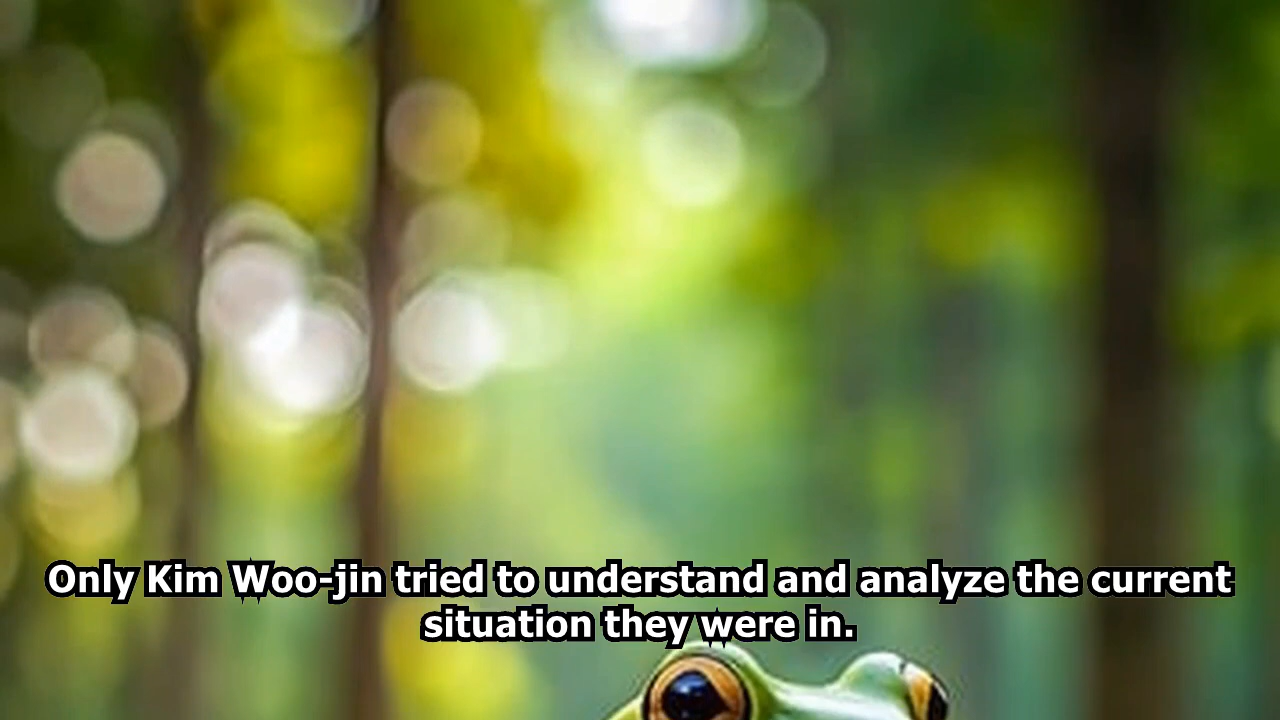 Only Kim Woo-jin tried to understand and analyze the current
situation they were in.